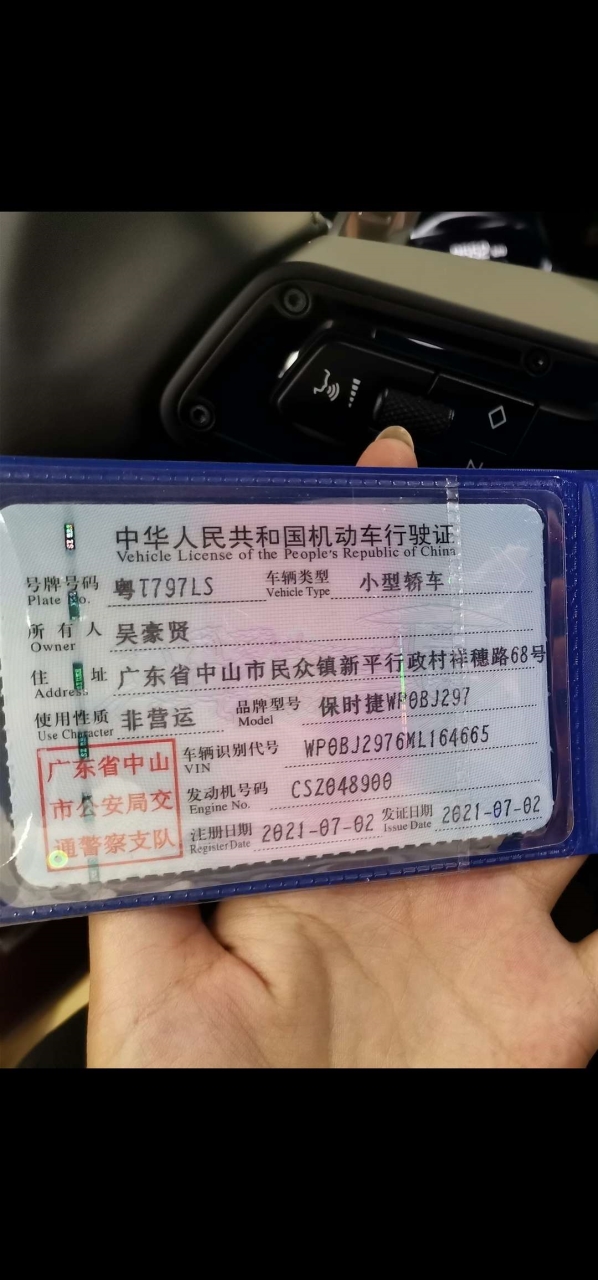 中华人民共和国机动车行驶证
Vehicle License of the People's Republic of China
号牌号码 粤T797LS 车辆类型 小型轿车
Plate No. Vehicle Type
所有人 吴豪贤
Owner
住址 广东省中山市民众镇新平行政村祥穗路68号
Address
使用性质 非营运 品牌型号 保时捷WP0BJ297
Use Character Model
广东省中山
市公安局交
通警察支队
车辆识别代号 WP0BJ2976ML164665
VIN
发动机号码 CSZ048900
Engine No.
注册日期 2021-07-02 发证日期 2021-07-02
Register Date Issue Date